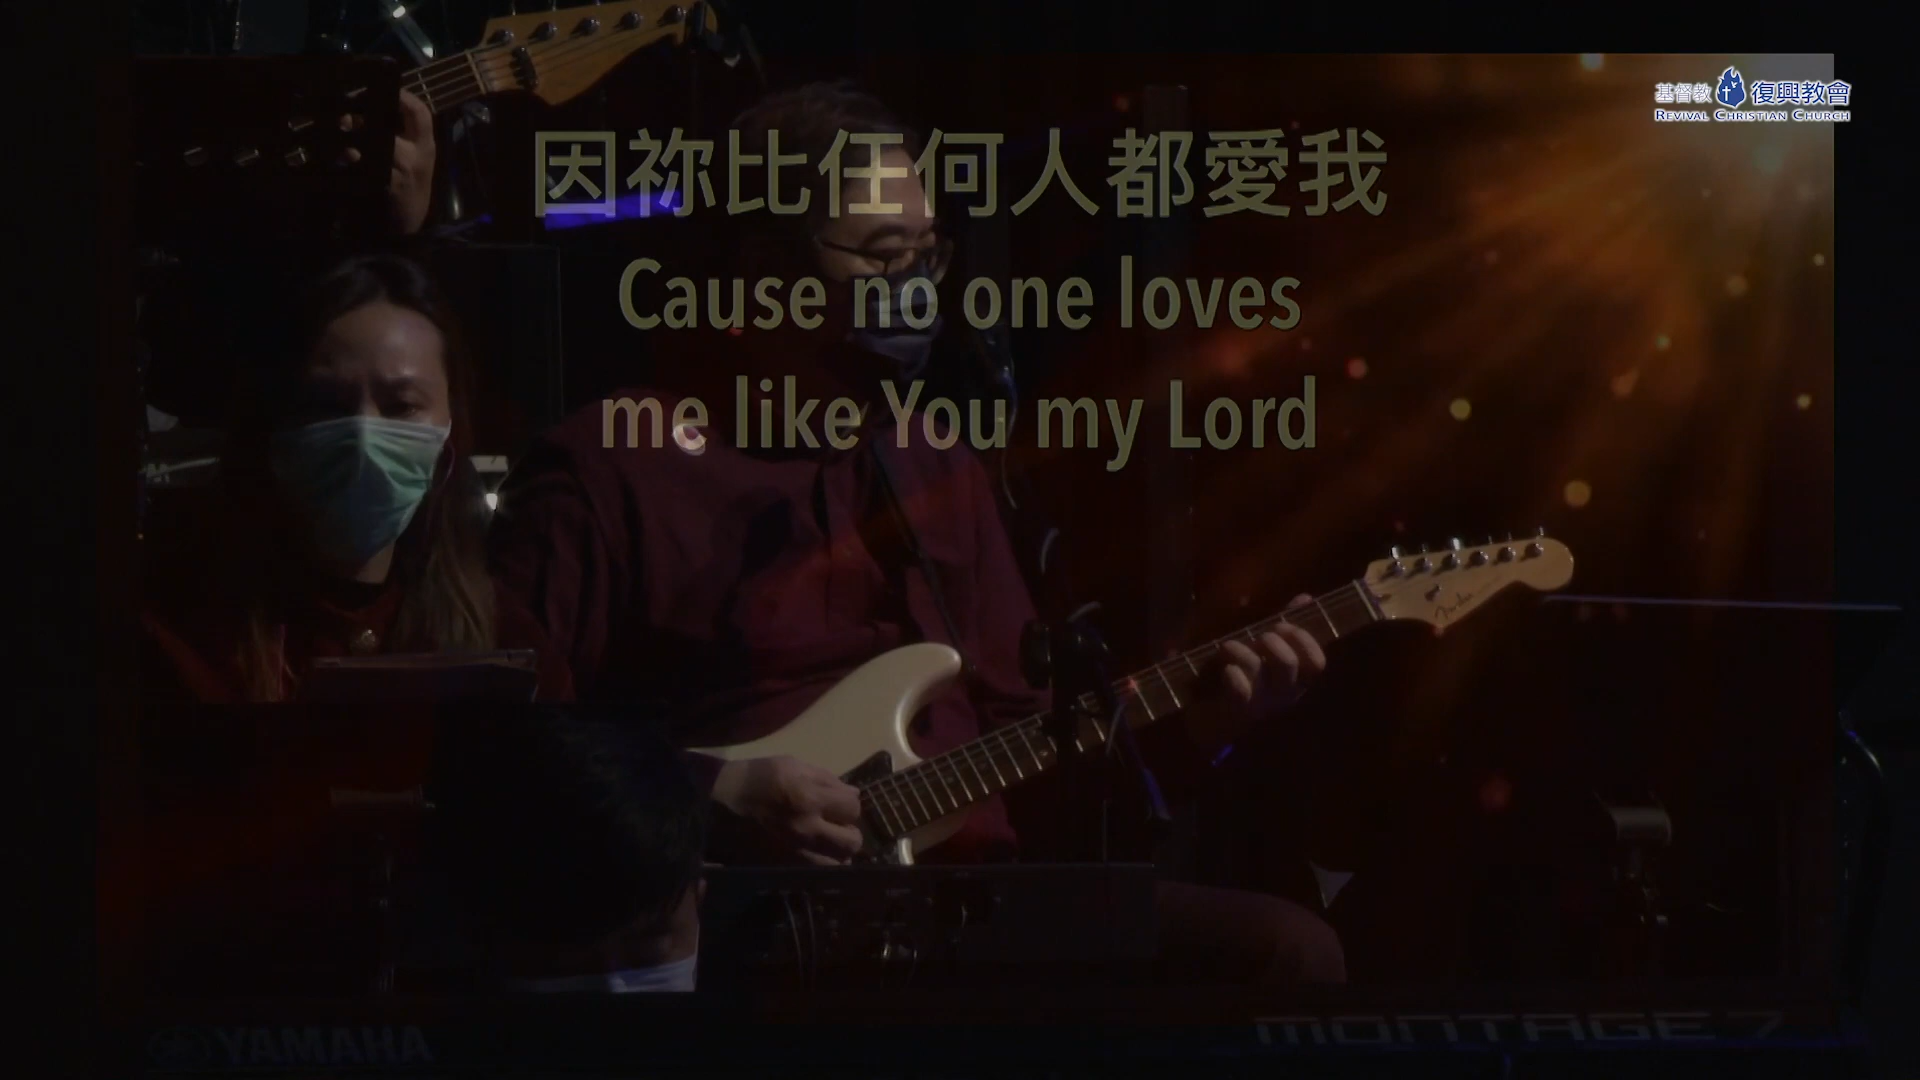 基督教 復興教會
REVIVAL CHRISTIAN CHURCH
因祢比任何人都愛我
Cause no one loves
me like You my Lord
Fender
YAMAHA
MONTAGE 7